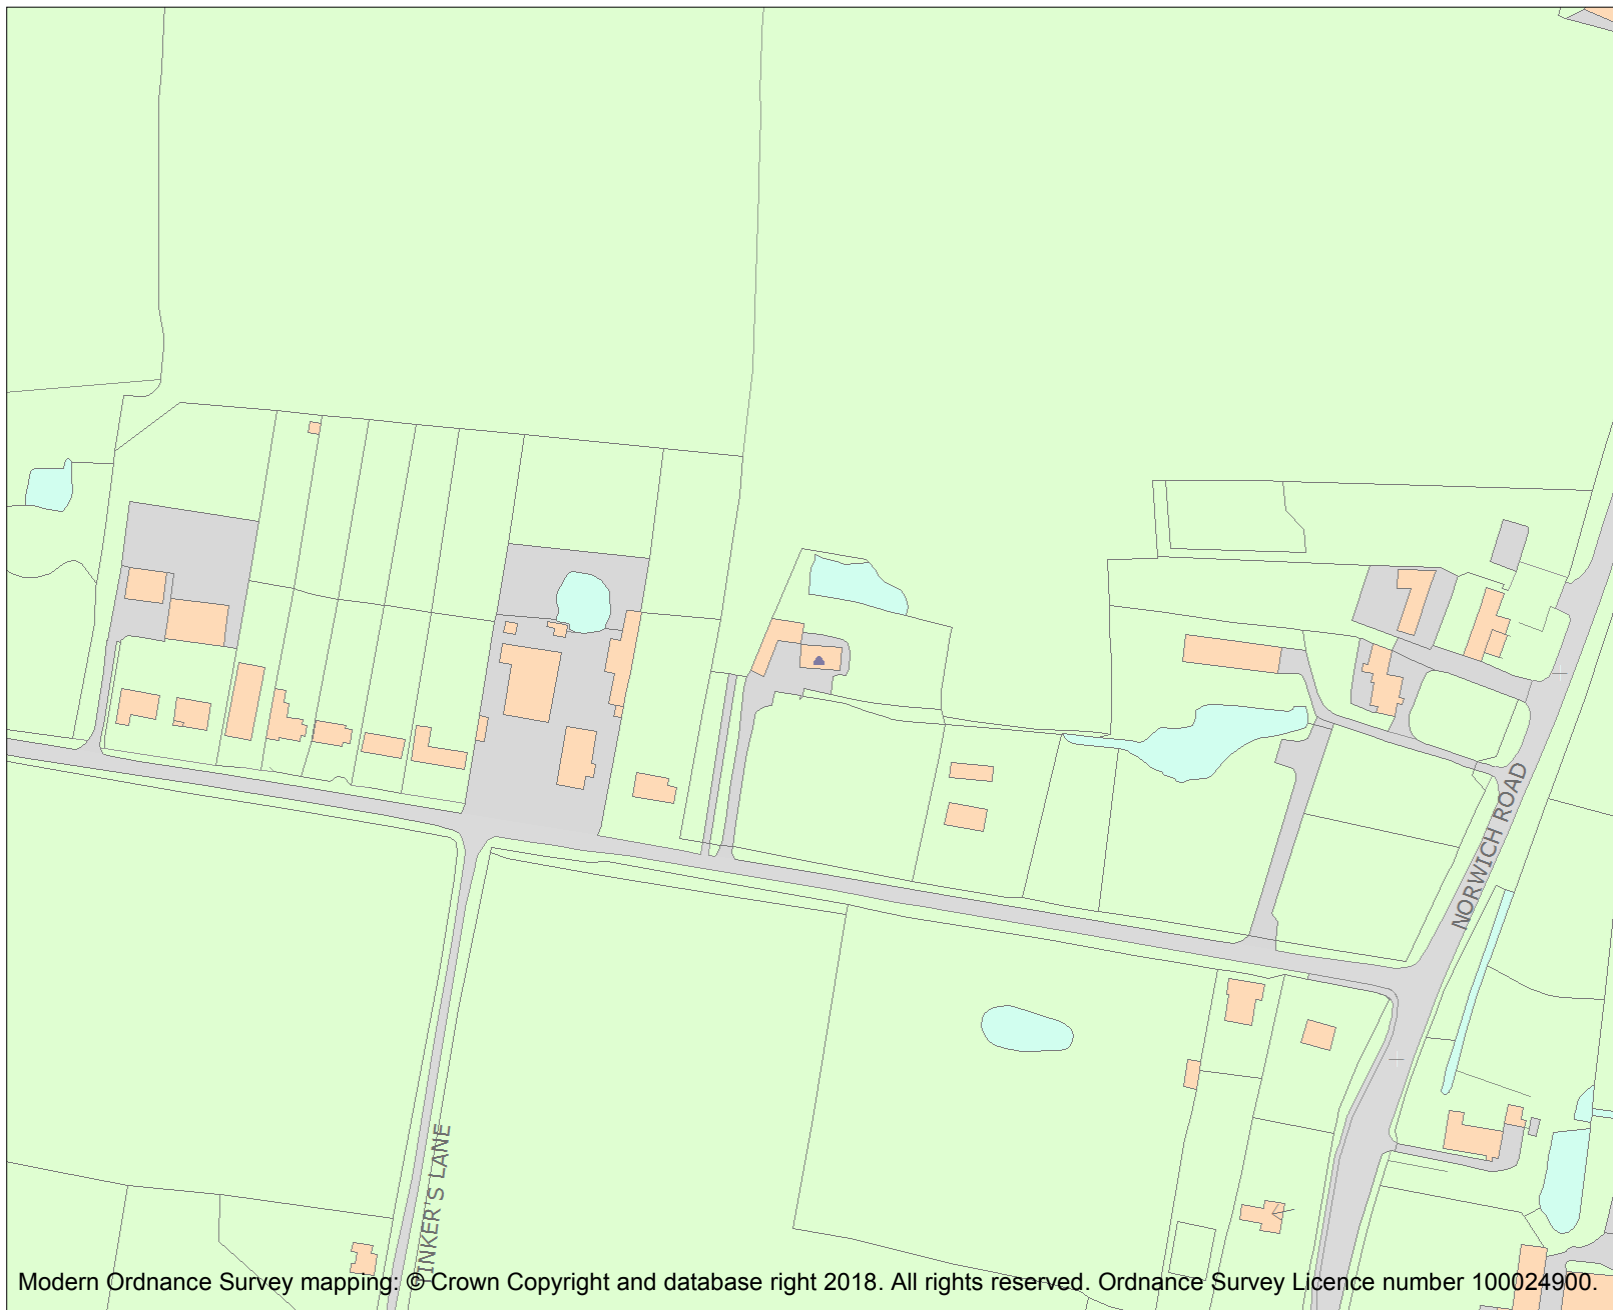 NORWICH ROAD
TINKER'S LANE
Modern Ordnance Survey mapping: © Crown Copyright and database right 2018. All rights reserved. Ordnance Survey Licence number 100024900.